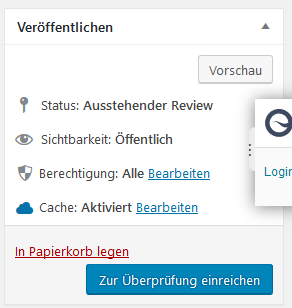 Veröffentlichen
Vorschau
Status: Ausstehender Review
Sichtbarkeit: Öffentlich
Berechtigung: Alle Bearbeiten
Login
Cache: Aktiviert Bearbeiten
In Papierkorb legen
Zur Überprüfung einreichen